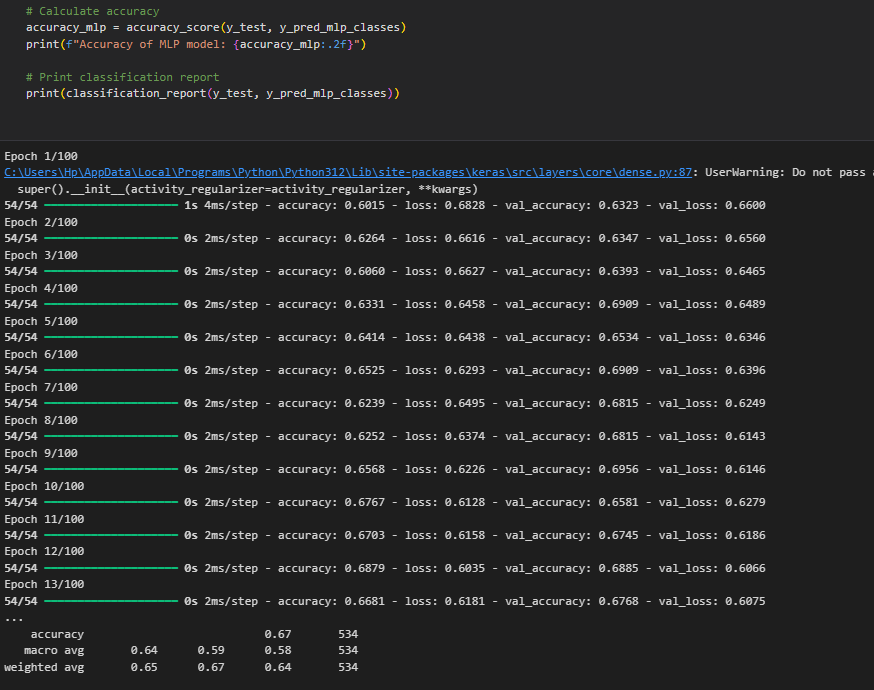 # Calculate accuracy
accuracy_mlp = accuracy_score(y_test, y_pred_mlp_classes)
print(f"Accuracy of MLP model: {accuracy_mlp:.2f}")
# Print classification report
print(classification_report(y_test, y_pred_mlp_classes))
Epoch 1/100
C:\Users\Hp\AppData\Local\Programs\Python\Python312\Lib\site-packages\keras\src\layers\core\dense.py:87: UserWarning: Do not pass
super().__init__(activity_regularizer=activity_regularizer, **kwargs)
54/54 ━━━━━━━━━━━━━━━━━━━━ 1s 4ms/step - accuracy: 0.6015 - loss: 0.6828 - val_accuracy: 0.6323 - val_loss: 0.6600
Epoch 2/100
54/54 ━━━━━━━━━━━━━━━━━━━━ 0s 2ms/step - accuracy: 0.6264 - loss: 0.6616 - val_accuracy: 0.6347 - val_loss: 0.6560
Epoch 3/100
54/54 ━━━━━━━━━━━━━━━━━━━━ 0s 2ms/step - accuracy: 0.6060 - loss: 0.6627 - val_accuracy: 0.6393 - val_loss: 0.6465
Epoch 4/100
54/54 ━━━━━━━━━━━━━━━━━━━━ 0s 2ms/step - accuracy: 0.6331 - loss: 0.6458 - val_accuracy: 0.6909 - val_loss: 0.6489
Epoch 5/100
54/54 ━━━━━━━━━━━━━━━━━━━━ 0s 2ms/step - accuracy: 0.6414 - loss: 0.6438 - val_accuracy: 0.6534 - val_loss: 0.6346
Epoch 6/100
54/54 ━━━━━━━━━━━━━━━━━━━━ 0s 2ms/step - accuracy: 0.6525 - loss: 0.6293 - val_accuracy: 0.6909 - val_loss: 0.6396
Epoch 7/100
54/54 ━━━━━━━━━━━━━━━━━━━━ 0s 2ms/step - accuracy: 0.6239 - loss: 0.6495 - val_accuracy: 0.6815 - val_loss: 0.6249
Epoch 8/100
54/54 ━━━━━━━━━━━━━━━━━━━━ 0s 2ms/step - accuracy: 0.6252 - loss: 0.6374 - val_accuracy: 0.6815 - val_loss: 0.6143
Epoch 9/100
54/54 ━━━━━━━━━━━━━━━━━━━━ 0s 2ms/step - accuracy: 0.6568 - loss: 0.6226 - val_accuracy: 0.6956 - val_loss: 0.6146
Epoch 10/100
54/54 ━━━━━━━━━━━━━━━━━━━━ 0s 2ms/step - accuracy: 0.6767 - loss: 0.6128 - val_accuracy: 0.6581 - val_loss: 0.6279
Epoch 11/100
54/54 ━━━━━━━━━━━━━━━━━━━━ 0s 2ms/step - accuracy: 0.6703 - loss: 0.6158 - val_accuracy: 0.6745 - val_loss: 0.6186
Epoch 12/100
54/54 ━━━━━━━━━━━━━━━━━━━━ 0s 2ms/step - accuracy: 0.6879 - loss: 0.6035 - val_accuracy: 0.6885 - val_loss: 0.6066
Epoch 13/100
54/54 ━━━━━━━━━━━━━━━━━━━━ 0s 2ms/step - accuracy: 0.6681 - loss: 0.6181 - val_accuracy: 0.6768 - val_loss: 0.6075
...
accuracy 0.67 534
macro avg 0.64 0.59 0.58 534
weighted avg 0.65 0.67 0.64 534